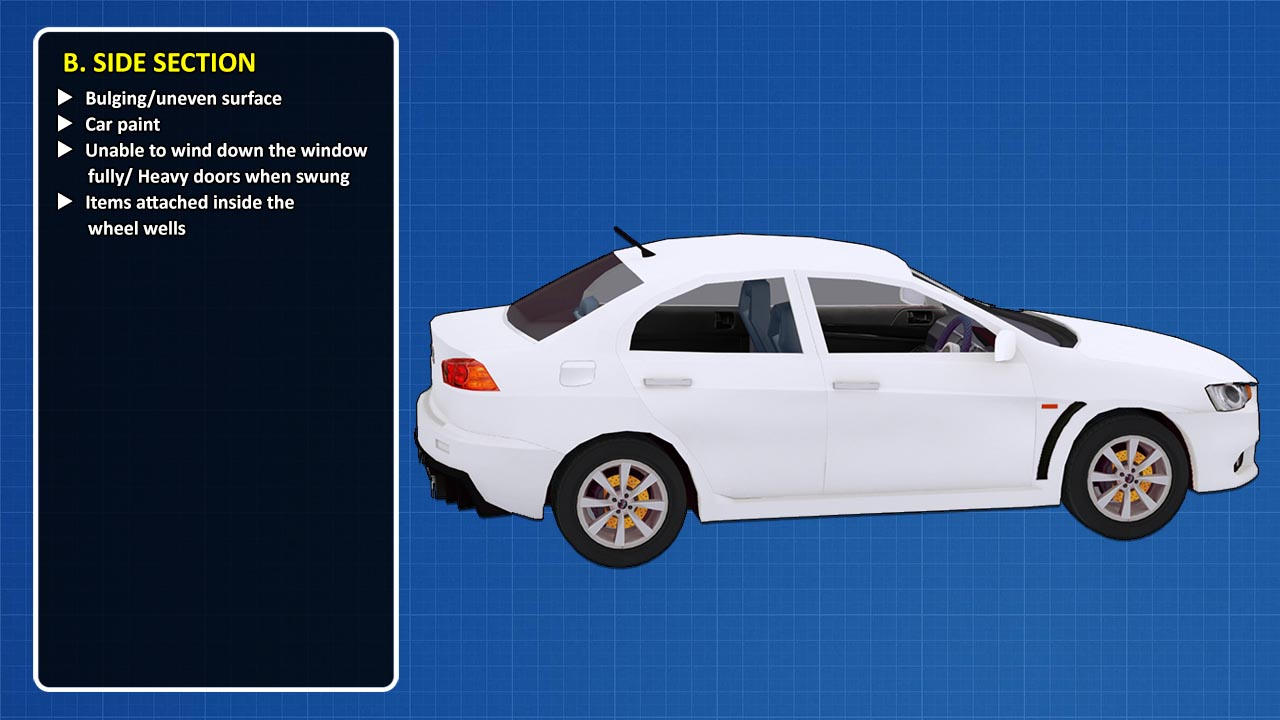 B. SIDE SECTION
▶ Bulging/uneven surface
▶ Car paint
▶ Unable to wind down the window
fully/ Heavy doors when swung
▶ Items attached inside the
wheel wells